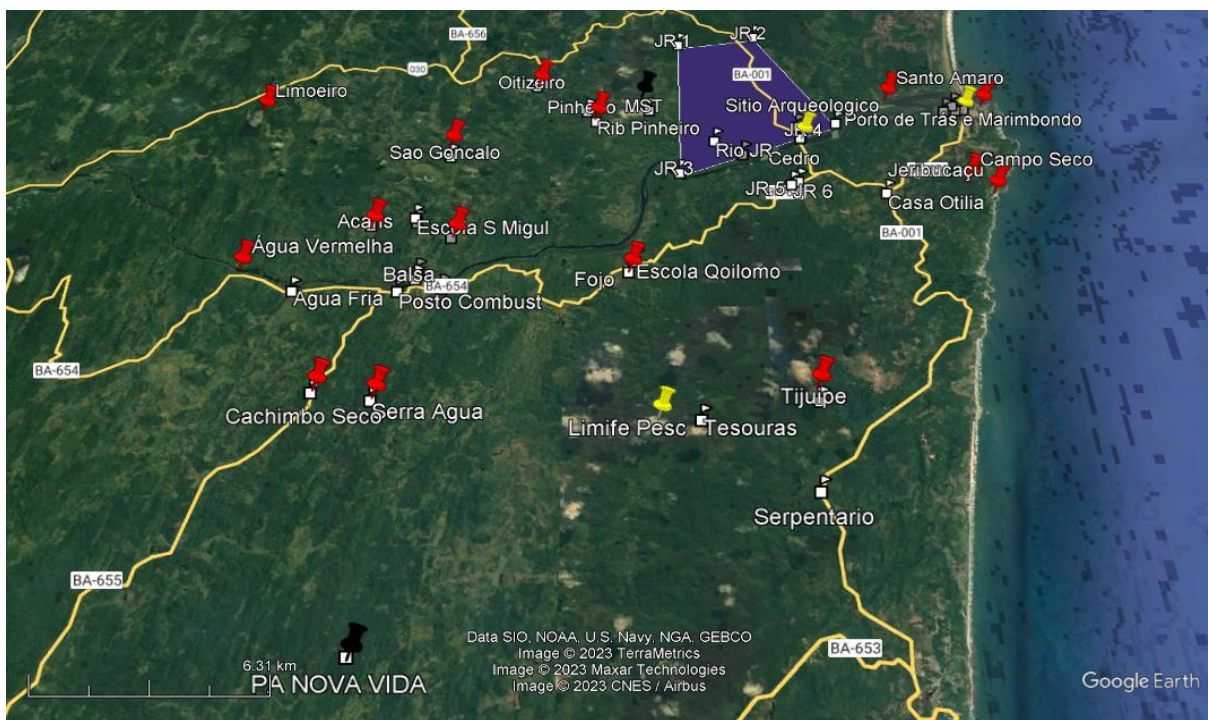 BA-656
JR 1
JR 2
030
BA-001
Oitizeiro
Limoeiro
Santo Amaro
Pinheiro
MST
Sitio Arqueologico
Rib Pinheiro
Porto de Tras e Marimbondo
JR 4
Sao Goncalo
Rio JR
Cedro
Campo Seco
JR 3
Jeribucaçu
JR 5
JR 6
Casa Otilia
Acaris
Escola S Migul
BA-001
Água Vermelha
Balsa
Fojo
Escola Qoilomo
BA-654
Agua Fria
Posto Combust
BA-654
Cachimbo Seco
Serra Agua
Tijuipe
Limife Pesc
Tesouras
Serpentario
BA-655
Data SIO, NOAA, U.S. Navy, NGA, GEBCO
Image © 2023 TerraMetrics
Image © 2023 Maxar Technologies
Image © 2023 CNES / Airbus
BA-653
6.31 km
PA NOVA VIDA
Google Earth